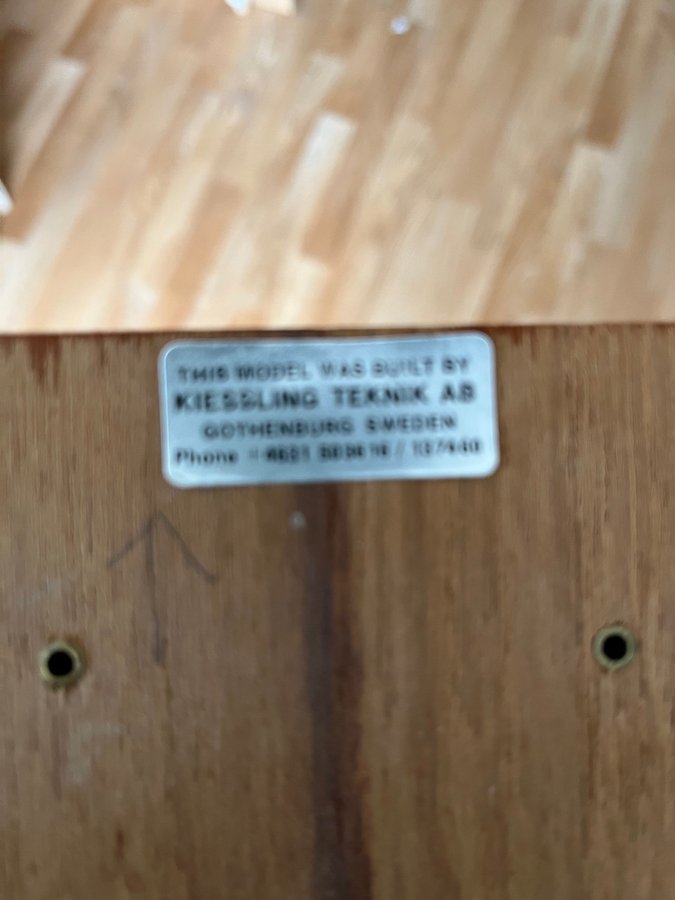 THIS MODEL WAS BUILT BY
KIESSLING TEKNIK AB
GOTHENBURG SWEDEN
Phone